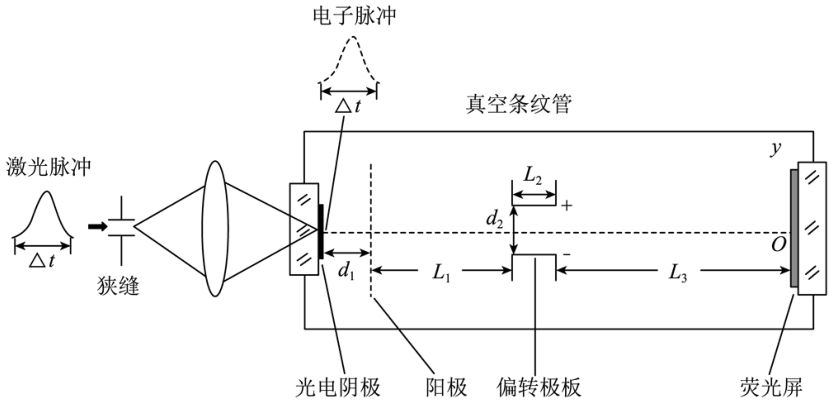 电子脉冲
Δt
真空条纹管
激光脉冲
Δt
狭缝
y
L₂
+
d₂
O
-
d₁
L₁
L₃
光电阴极
阳极
偏转极板
荧光屏